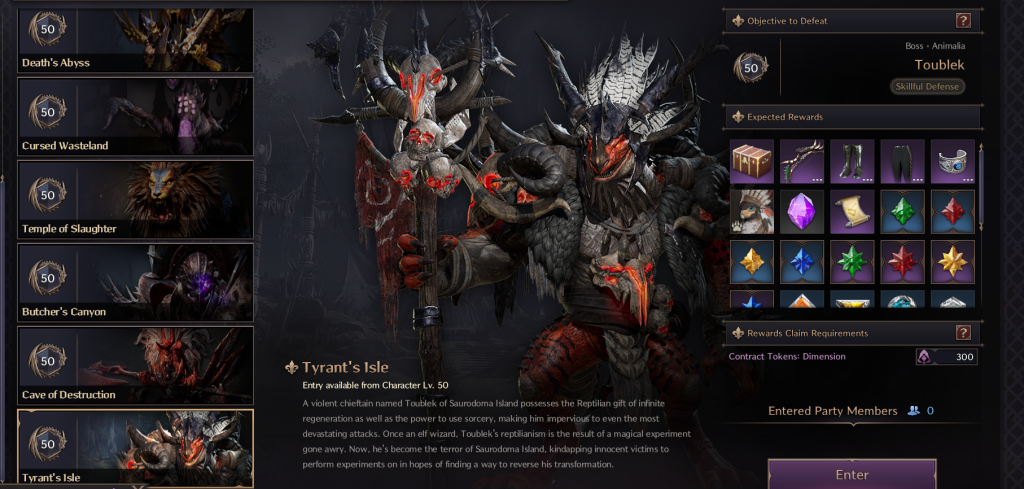 50
Death's Abyss
50
Cursed Wasteland
50
Temple of Slaughter
50
Butcher's Canyon
50
Cave of Destruction
50
Tyrant's Isle
Tyrant's Isle
Entry available from Character Lv. 50
A violent chieftain named Toublek of Saurodoma Island possesses the Reptilian gift of infinite
regeneration as well as the power to use sorcery, making him impervious to even the most
devastating attacks. Once an elf wizard, Toublek's reptilianism is the result of a magical experiment
gone awry. Now, he's become the terror of Saurodoma Island, kindapping innocent victims to
perform experiments on in hopes of finding a way to reverse his transformation.
Objective to Defeat
?
50
Boss · Animalia
Toublek
Skillful Defense
Expected Rewards
Rewards Claim Requirements
?
Contract Tokens: Dimension
300
Entered Party Members 0
Enter